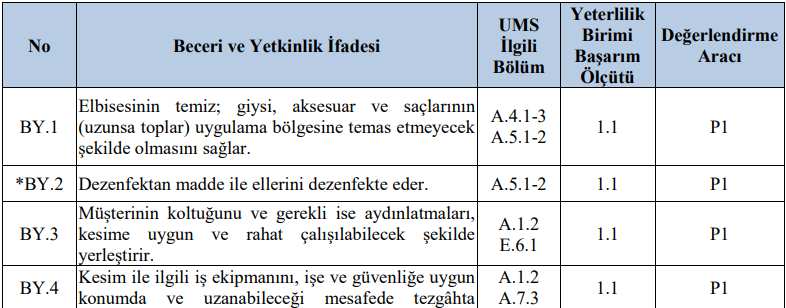 No
Beceri ve Yetkinlik İfadesi
UMS
İlgili
Bölüm
Yeterlilik
Birimi
Başarım
Ölçütü
Değerlendirme
Aracı
BY.1
Elbisesinin temiz; giysi, aksesuar ve saçlarının
(uzunsa toplar) uygulama bölgesine temas etmeyecek
şekilde olmasını sağlar.
A.4.1-3
A.5.1-2
1.1
P1
*BY.2
Dezenfektan madde ile ellerini dezenfekte eder.
A.5.1-2
1.1
P1
BY.3
Müşterinin koltuğunu ve gerekli ise aydınlatmaları,
kesime uygun ve rahat çalışılabilecek şekilde
yerleştirir.
A.1.2
E.6.1
1.1
P1
BY.4
Kesim ile ilgili iş ekipmanını, işe ve güvenliğe uygun
konumda ve uzanabileceği mesafede tezgâhta
A.1.2
A.7.3
1.1
P1